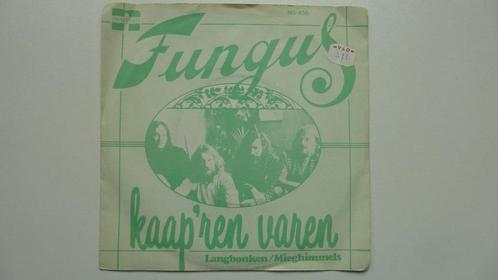 Fungus
kaap'ren varen
Langbonken/Mieghimmels